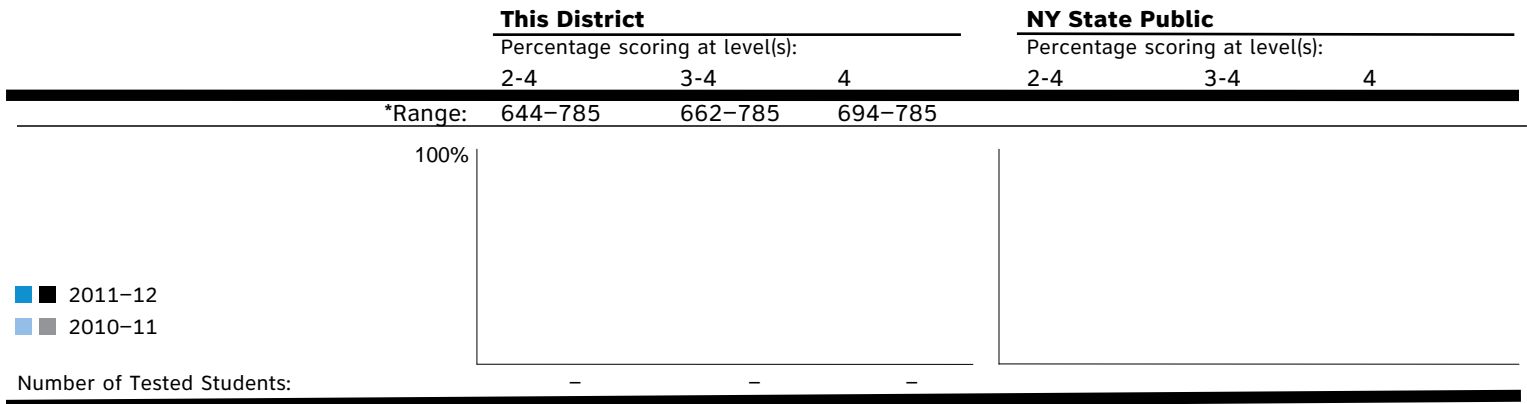 This District NY State Public
Percentage scoring at level(s): Percentage scoring at level(s):
2-4 3-4 4 2-4 3-4 4
*Range: 644–785 662–785 694–785
100%
2011–12
2010–11
Number of Tested Students: – – –